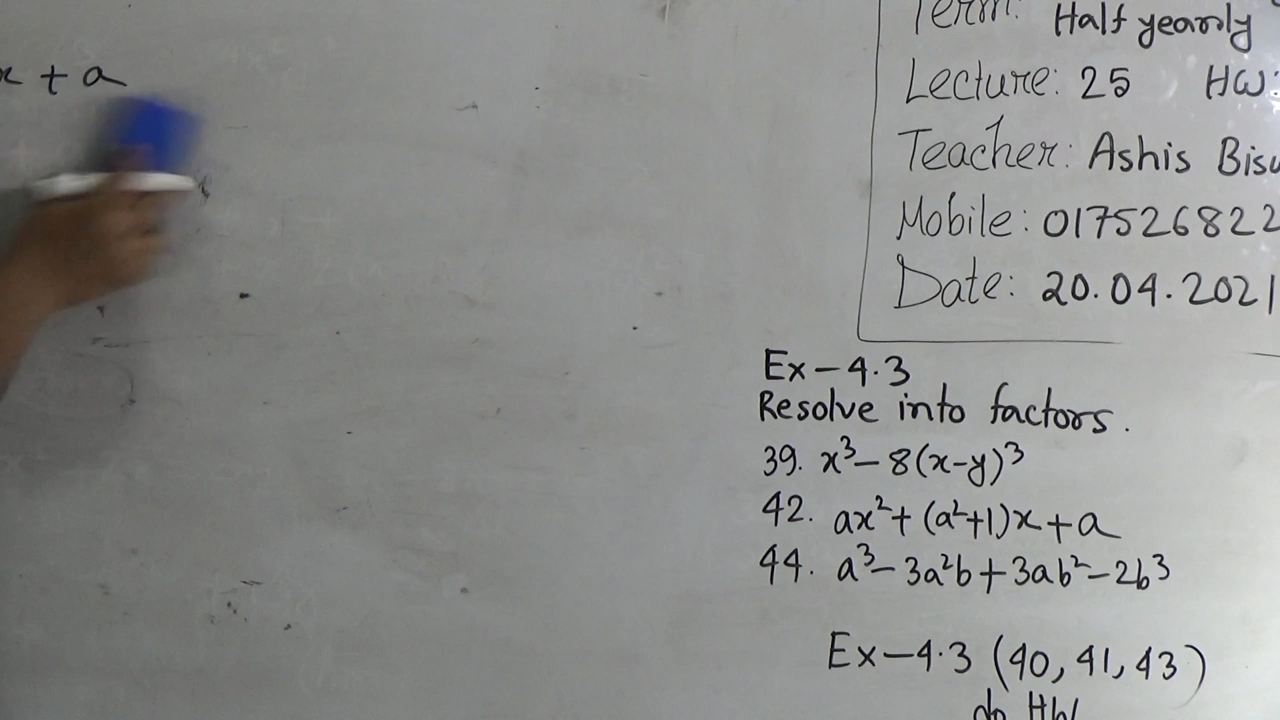 x + a
Term: Half yearly
Lecture: 25 HW:
Teacher: Ashis
Mobile: 017526822
Date: 20.04.2021
Ex-4.3
Resolve into factors.
39. x³-8(x-y)³
42. ax²+(a²+1)x+a
44. a³-3a²b+3ab²-2b³
Ex-4.3 (40, 41, 43)
do HW